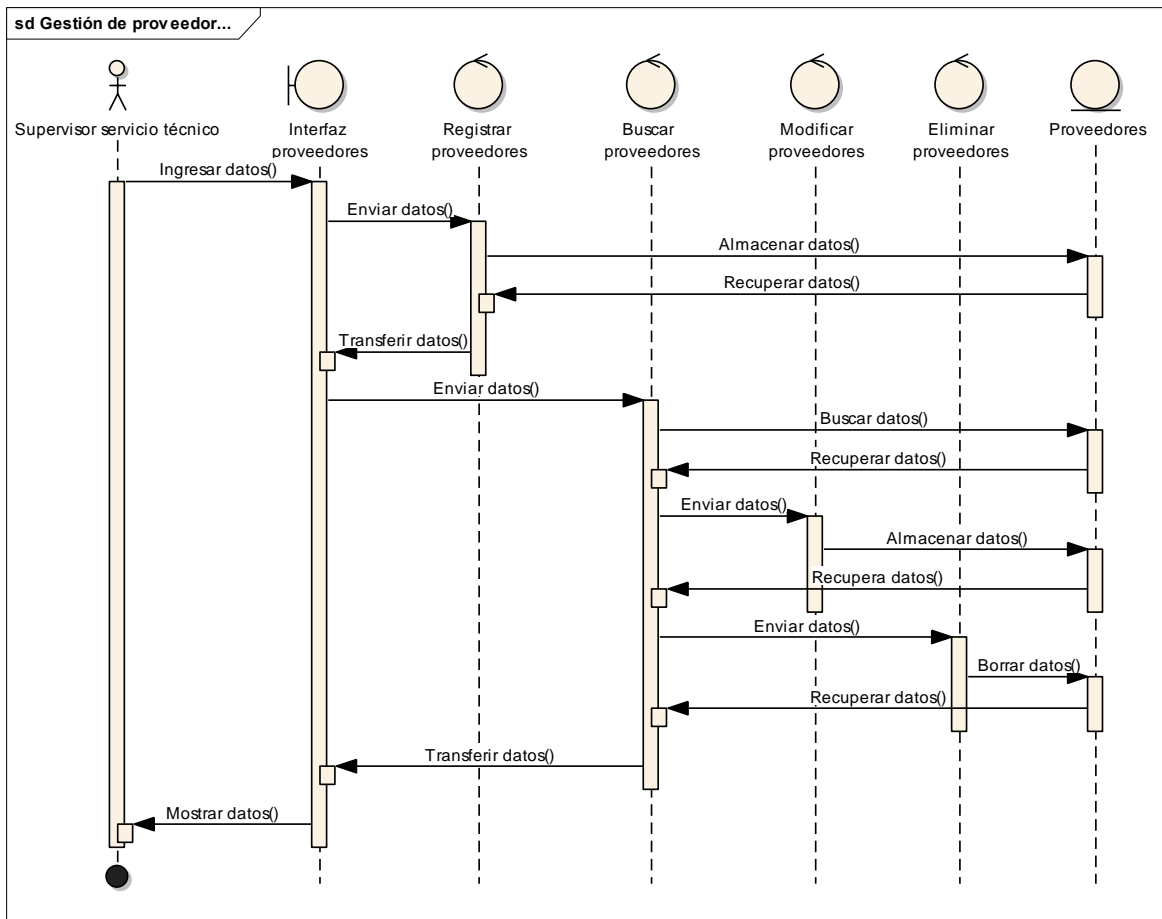 sd Gestión de proveedor...
Supervisor servicio técnico
Interfaz
proveedores
Registrar
proveedores
Buscar
proveedores
Modificar
proveedores
Eliminar
proveedores
Proveedores
Ingresar datos()
Enviar datos()
Almacenar datos()
Recuperar datos()
Transferir datos()
Enviar datos()
Buscar datos()
Recuperar datos()
Enviar datos()
Almacenar datos()
Recupera datos()
Enviar datos()
Borrar datos()
Recuperar datos()
Transferir datos()
Mostrar datos()